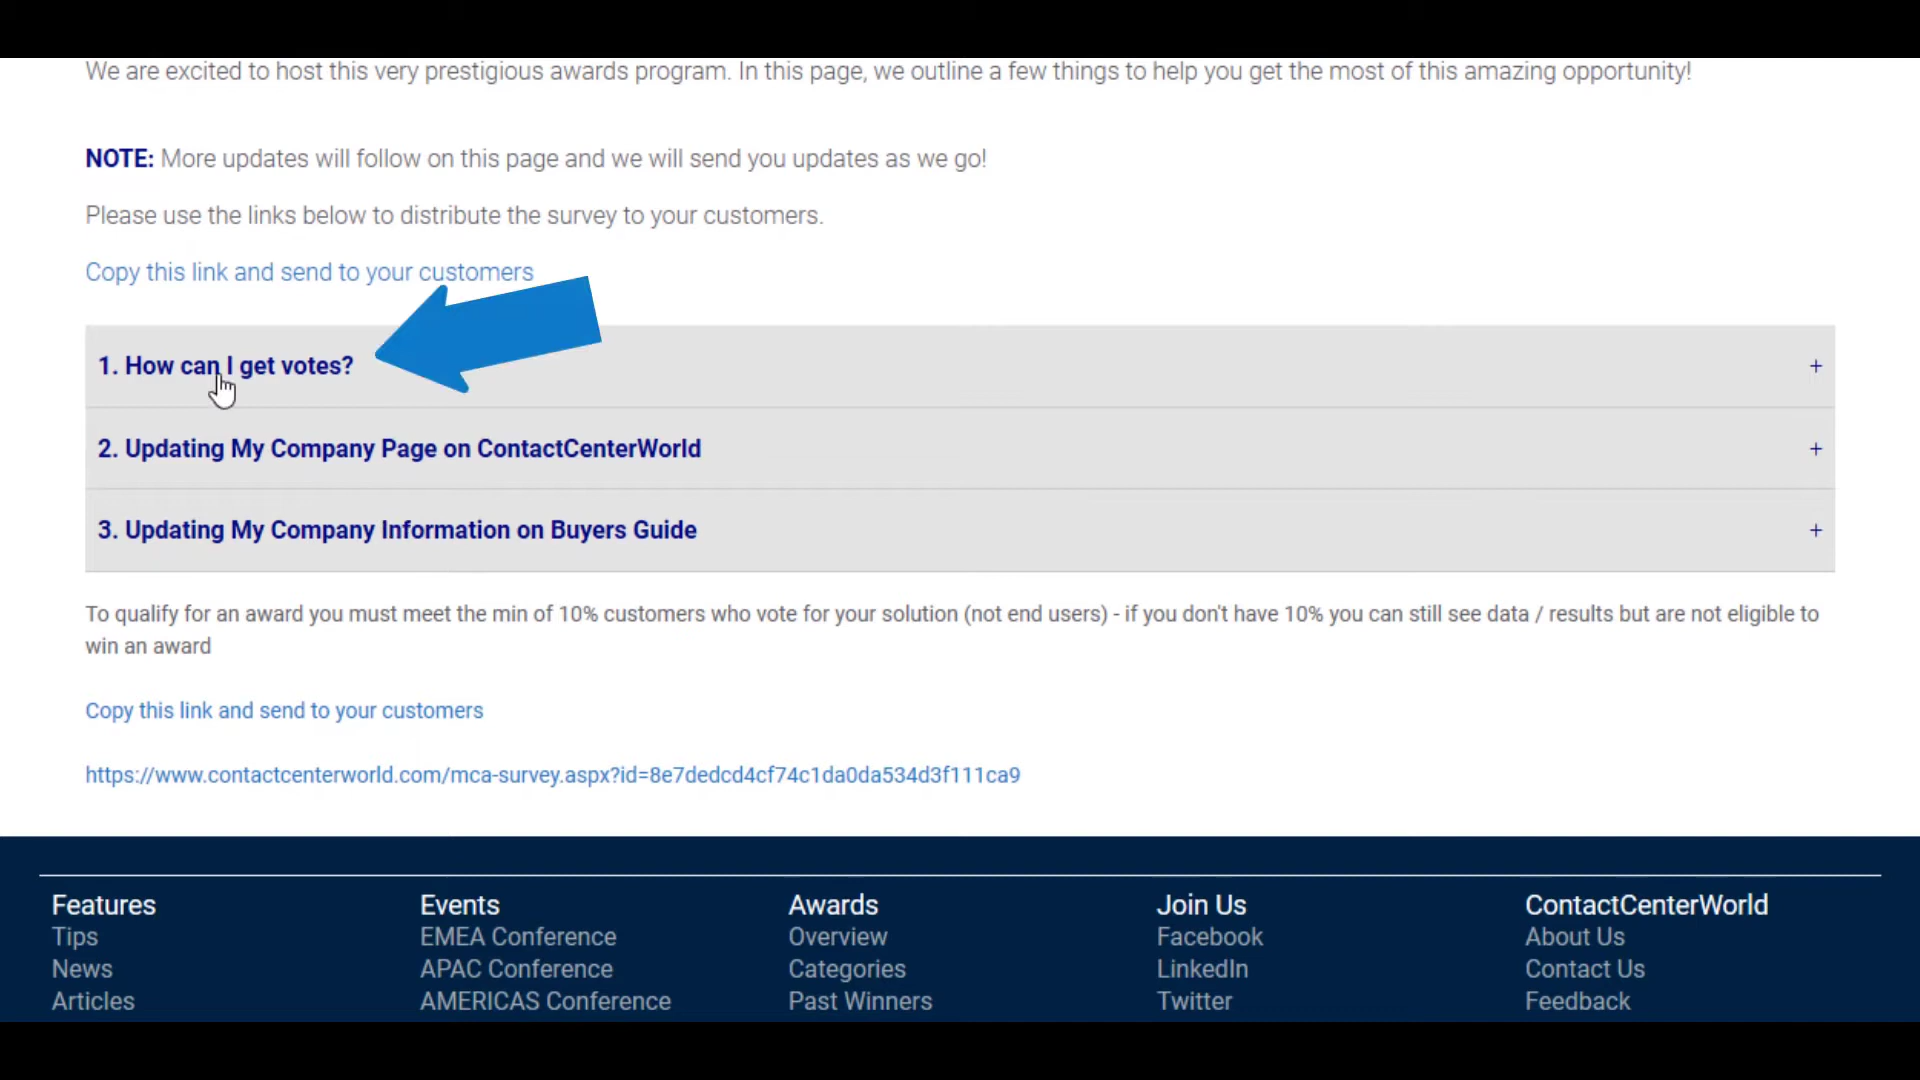 We are excited to host this very prestigious awards program. In this page, we outline a few things to help you get the most of this amazing opportunity!
NOTE: More updates will follow on this page and we will send you updates as we go!
Please use the links below to distribute the survey to your customers.
Copy this link and send to your customers
1. How can I get votes? +
2. Updating My Company Page on ContactCenterWorld +
3. Updating My Company Information on Buyers Guide +
To qualify for an award you must meet the min of 10% customers who vote for your solution (not end users) - if you don't have 10% you can still see data / results but are not eligible to
win an award
Copy this link and send to your customers
https://www.contactcenterworld.com/mca-survey.aspx?id=8e7dedcd4cf74c1da0da534d3f111ca9
Features
Tips
News
Articles
Events
EMEA Conference
APAC Conference
AMERICAS Conference
Awards
Overview
Categories
Past Winners
Join Us
Facebook
LinkedIn
Twitter
ContactCenterWorld
About Us
Contact Us
Feedback